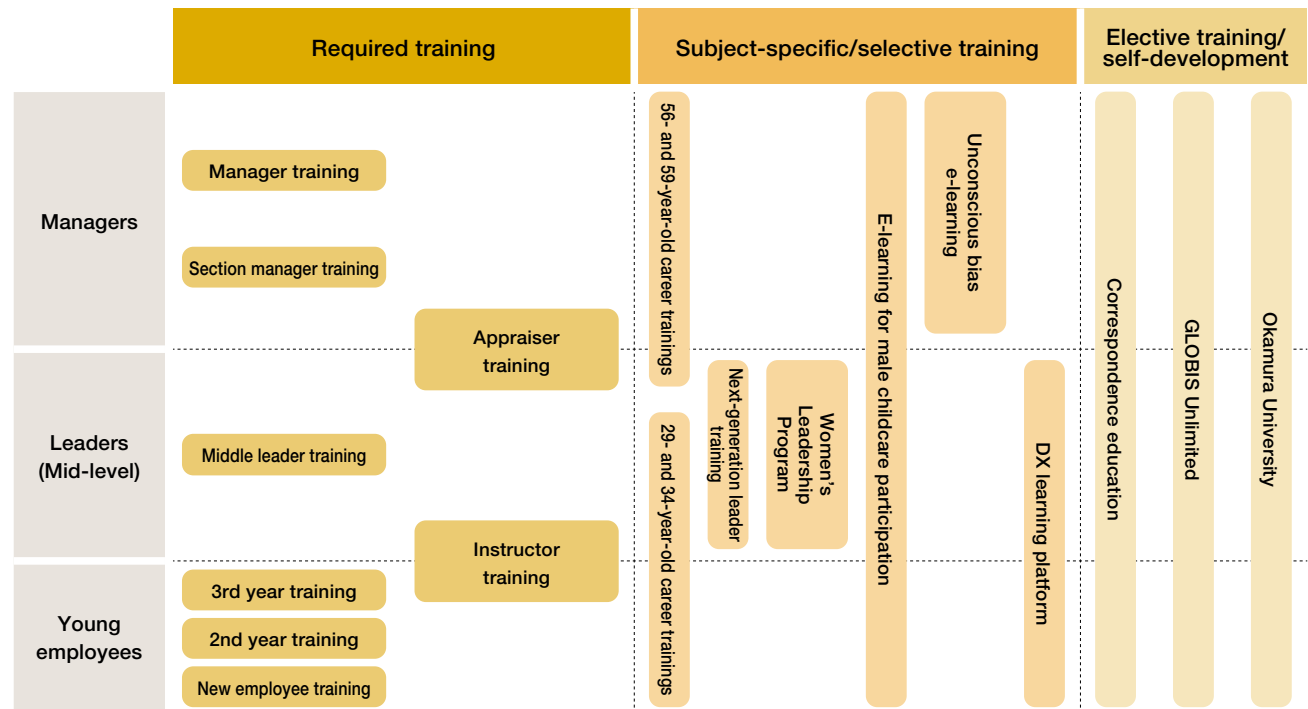 Required training
Subject-specific/selective training
Elective training/
self-development
Managers
Manager training
Section manager training
Appraiser
training
Leaders
(Mid-level)
Middle leader training
Instructor
training
Young
employees
3rd year training
2nd year training
New employee training
56- and 59-year-old career trainings
29- and 34-year-old career trainings
Next-generation leader
training
Women's
Leadership
Program
E-learning for male childcare participation
Unconscious bias
e-learning
DX learning platform
Correspondence education
GLOBIS Unlimited
Okamura University